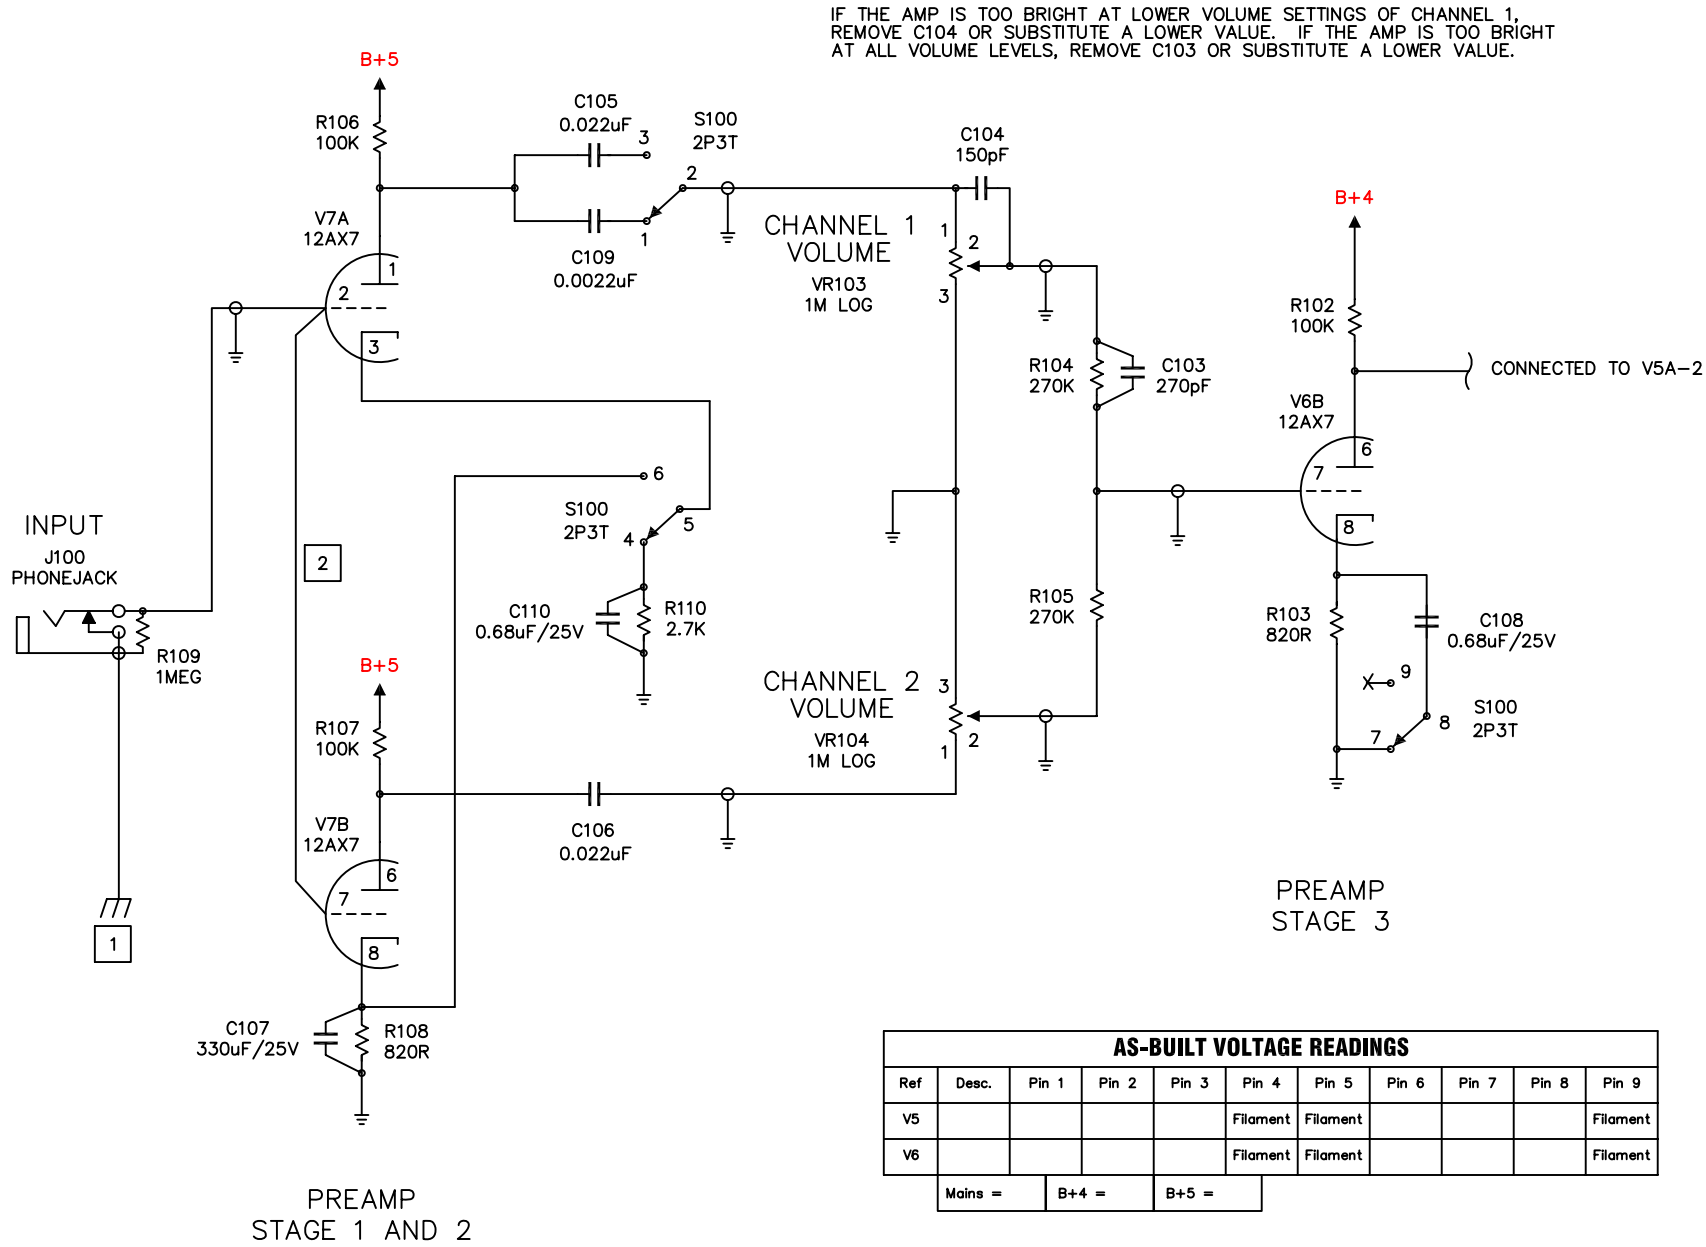 IF THE AMP IS TOO BRIGHT AT LOWER VOLUME SETTINGS OF CHANNEL 1,
REMOVE C104 OR SUBSTITUTE A LOWER VALUE. IF THE AMP IS TOO BRIGHT
AT ALL VOLUME LEVELS, REMOVE C103 OR SUBSTITUTE A LOWER VALUE.
B+5
R106
100K
C105
0.022uF
3
S100
2P3T
2
1
C109
0.0022uF
V7A
12AX7
1
2
3
C104
150pF
CHANNEL 1
VOLUME
VR103
1M LOG
1
2
3
B+4
R102
100K
CONNECTED TO V5A-2
R104
270K
C103
270pF
V6B
12AX7
6
7
8
6
S100
2P3T
5
4
INPUT
J100
PHONEJACK
2
R109
1MEG
C110
0.68uF/25V
R110
2.7K
R105
270K
R103
820R
C108
0.68uF/25V
9
S100
2P3T
8
7
B+5
R107
100K
CHANNEL 2
VOLUME
VR104
1M LOG
3
2
1
V7B
12AX7
6
7
8
C106
0.022uF
1
PREAMP
STAGE 3
C107
330uF/25V
R108
820R
PREAMP
STAGE 1 AND 2
AS-BUILT VOLTAGE READINGS
Ref Desc. Pin 1 Pin 2 Pin 3 Pin 4 Pin 5 Pin 6 Pin 7 Pin 8 Pin 9
V5 Filament Filament Filament
V6 Filament Filament Filament
Mains = B+4 = B+5 =